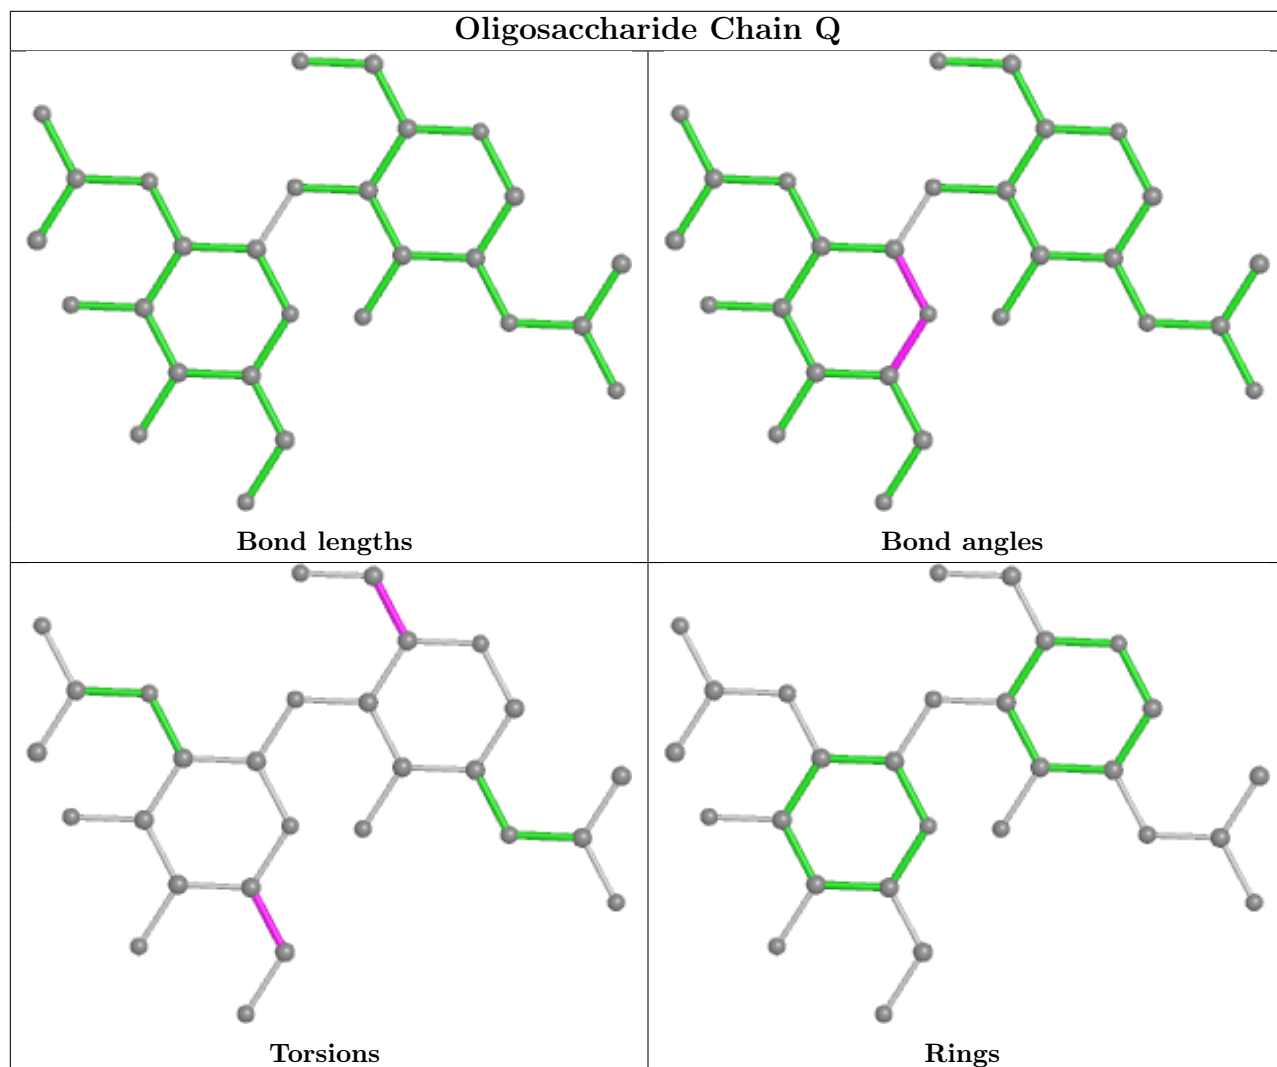 Oligosaccharide Chain Q
Bond lengths
Bond angles
Torsions
Rings